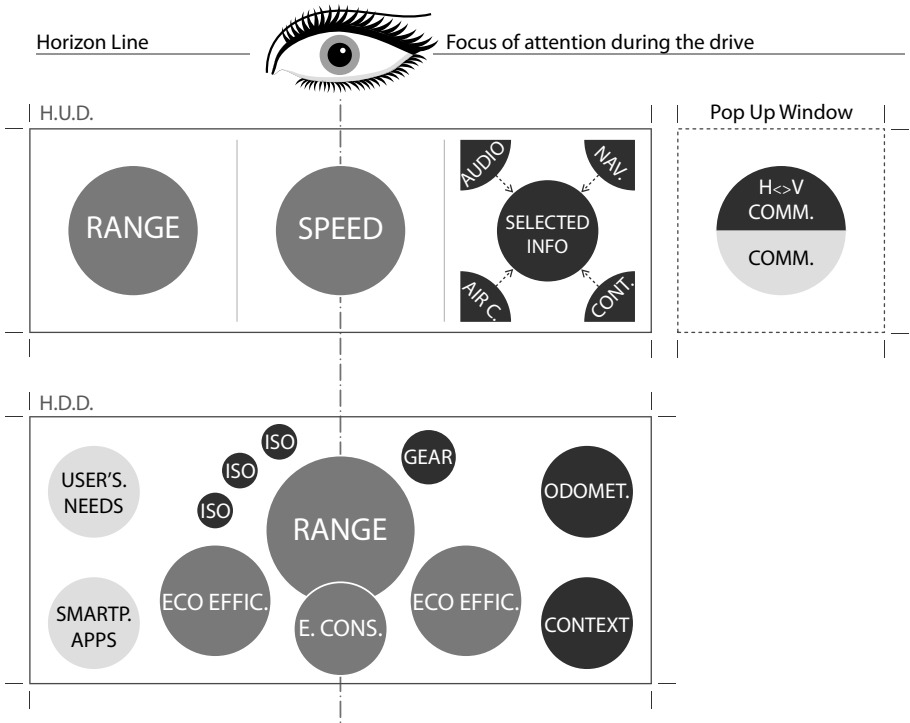 Horizon Line
Focus of attention during the drive
H.U.D.
Pop Up Window
RANGE
SPEED
AUDIO
NAV.
SELECTED
INFO
AIR C.
CONT.
H<>V
COMM.
COMM.
H.D.D.
USER'S.
NEEDS
ISO
ISO
ISO
GEAR
RANGE
ODOMET.
SMARTP.
APPS
ECO EFFIC.
E. CONS.
ECO EFFIC.
CONTEXT